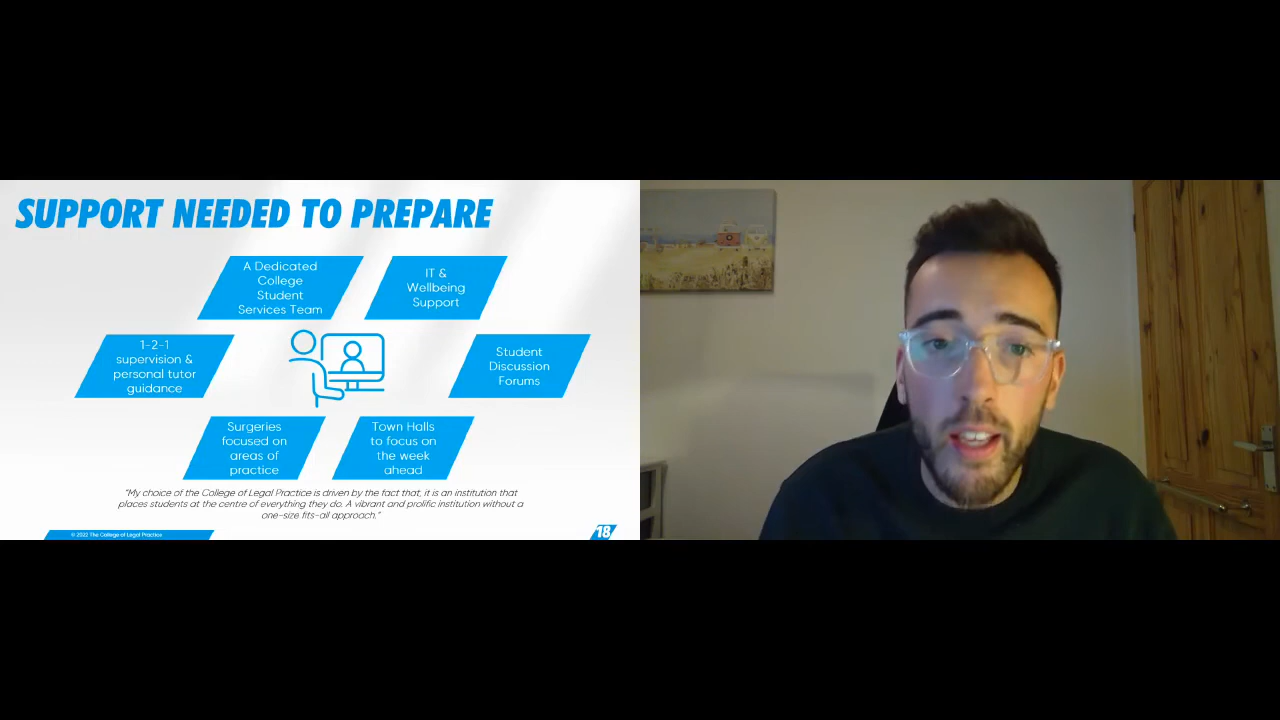 SUPPORT NEEDED TO PREPARE
A Dedicated
College
Student
Services Team
IT &
Wellbeing
Support
1-2-1
supervision &
personal tutor
guidance
Student
Discussion
Forums
Surgeries
focused on
areas of
practice
Town Halls
to focus on
the week
ahead
"My choice of the College of Legal Practice is driven by the fact that, it is an institution that
places students at the centre of everything they do. A vibrant and prolific institution without a
one-size fits-all approach."
© 2022 The College of Legal Practice
18